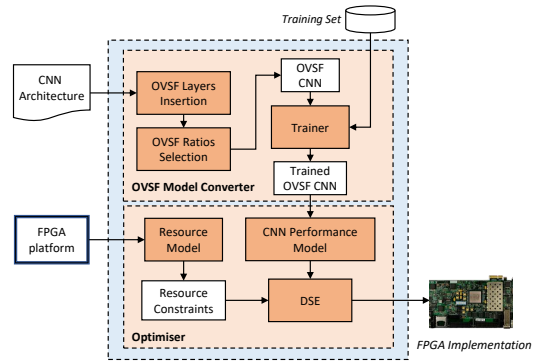 Training Set
CNN
Architecture
OVSF Layers
Insertion
OVSF
CNN
OVSF Ratios
Selection
Trainer
Trained
OVSF CNN
OVSF Model Converter
FPGA
platform
Resource
Model
CNN Performance
Model
Resource
Constraints
DSE
Optimiser
FPGA Implementation